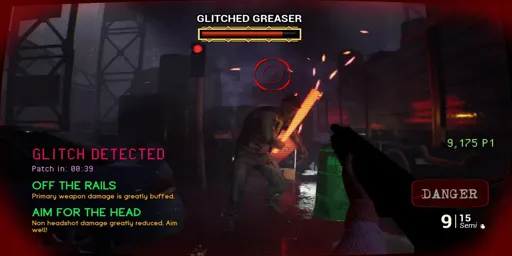 GLITCHED GREASER
GLITCH DETECTED
Patch in: 00:39
9,175 P1
OFF THE RAILS
Primary weapon damage is greatly buffed.
DANGER
AIM FOR THE HEAD
Non headshot damage greatly reduced. Aim
well!
9|15
Semi